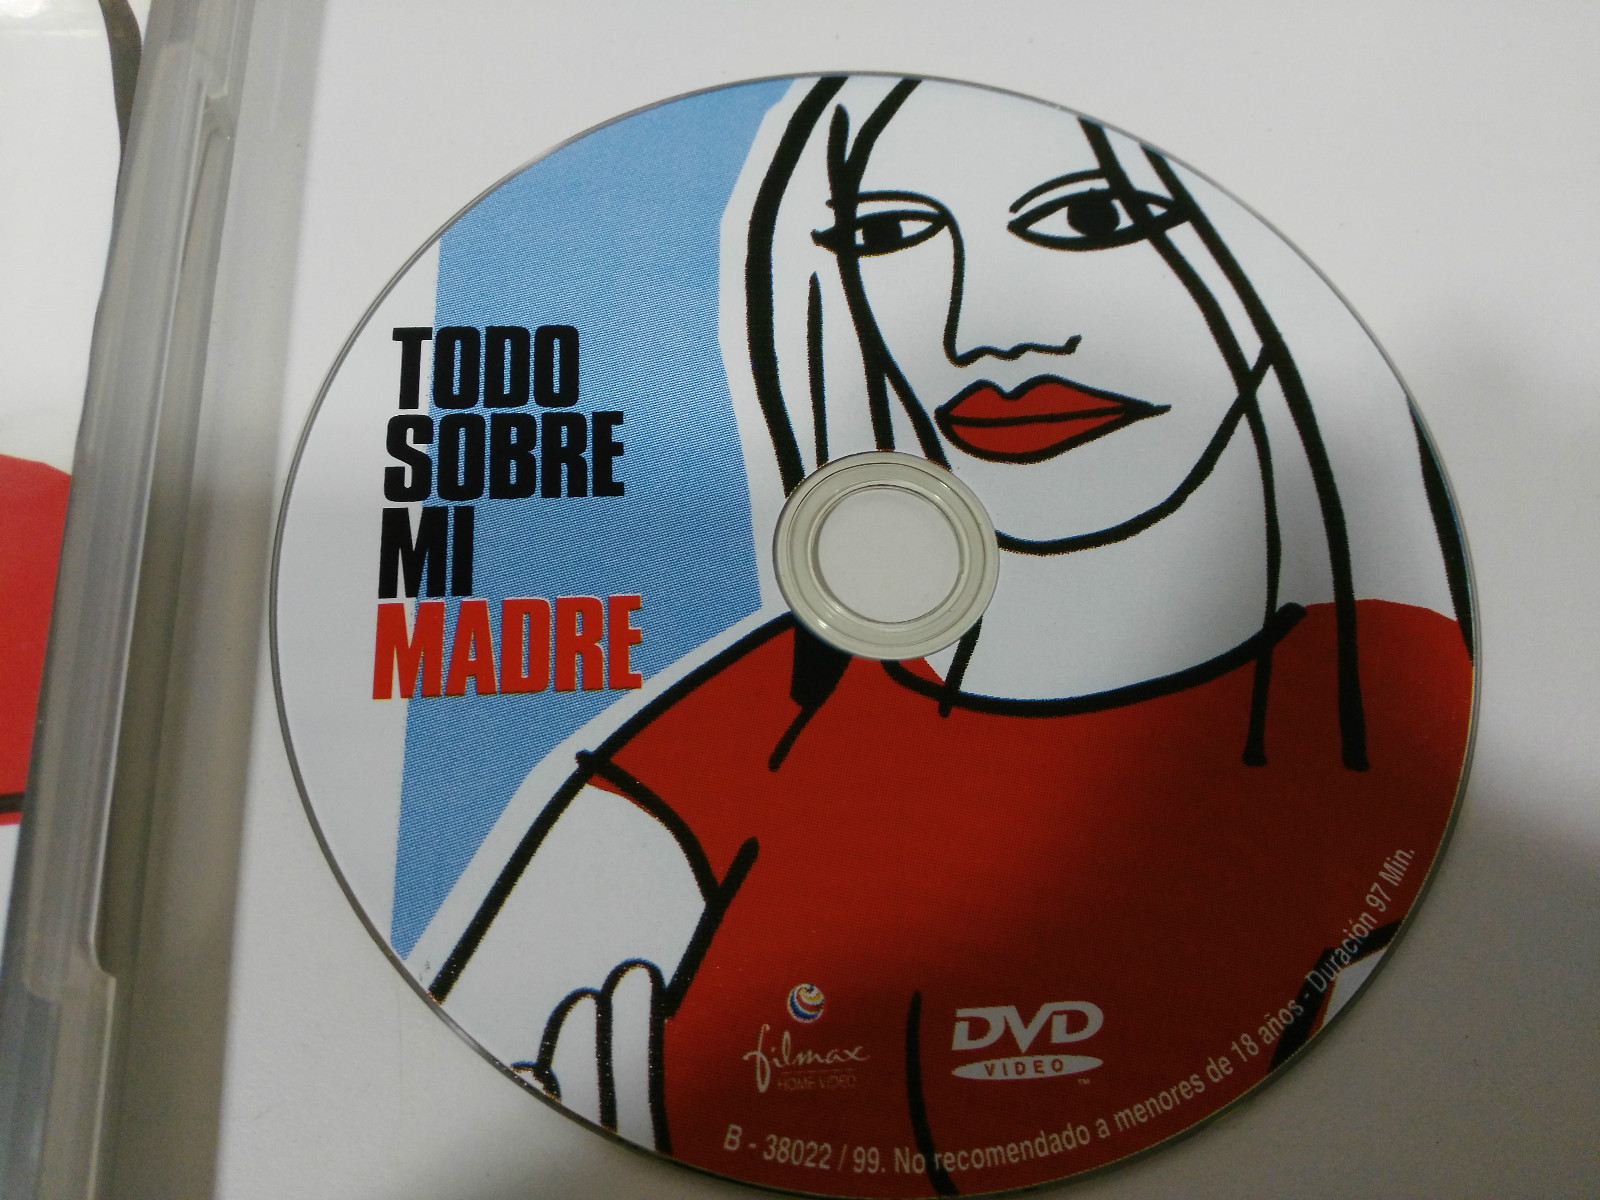 TODO
SOBRE
MI
MADRE
filmax
HOME VIDEO
DVD
VIDEO
TM
B - 38022 / 99. No recomendado a menores de 18 años - Duración 97 Min.